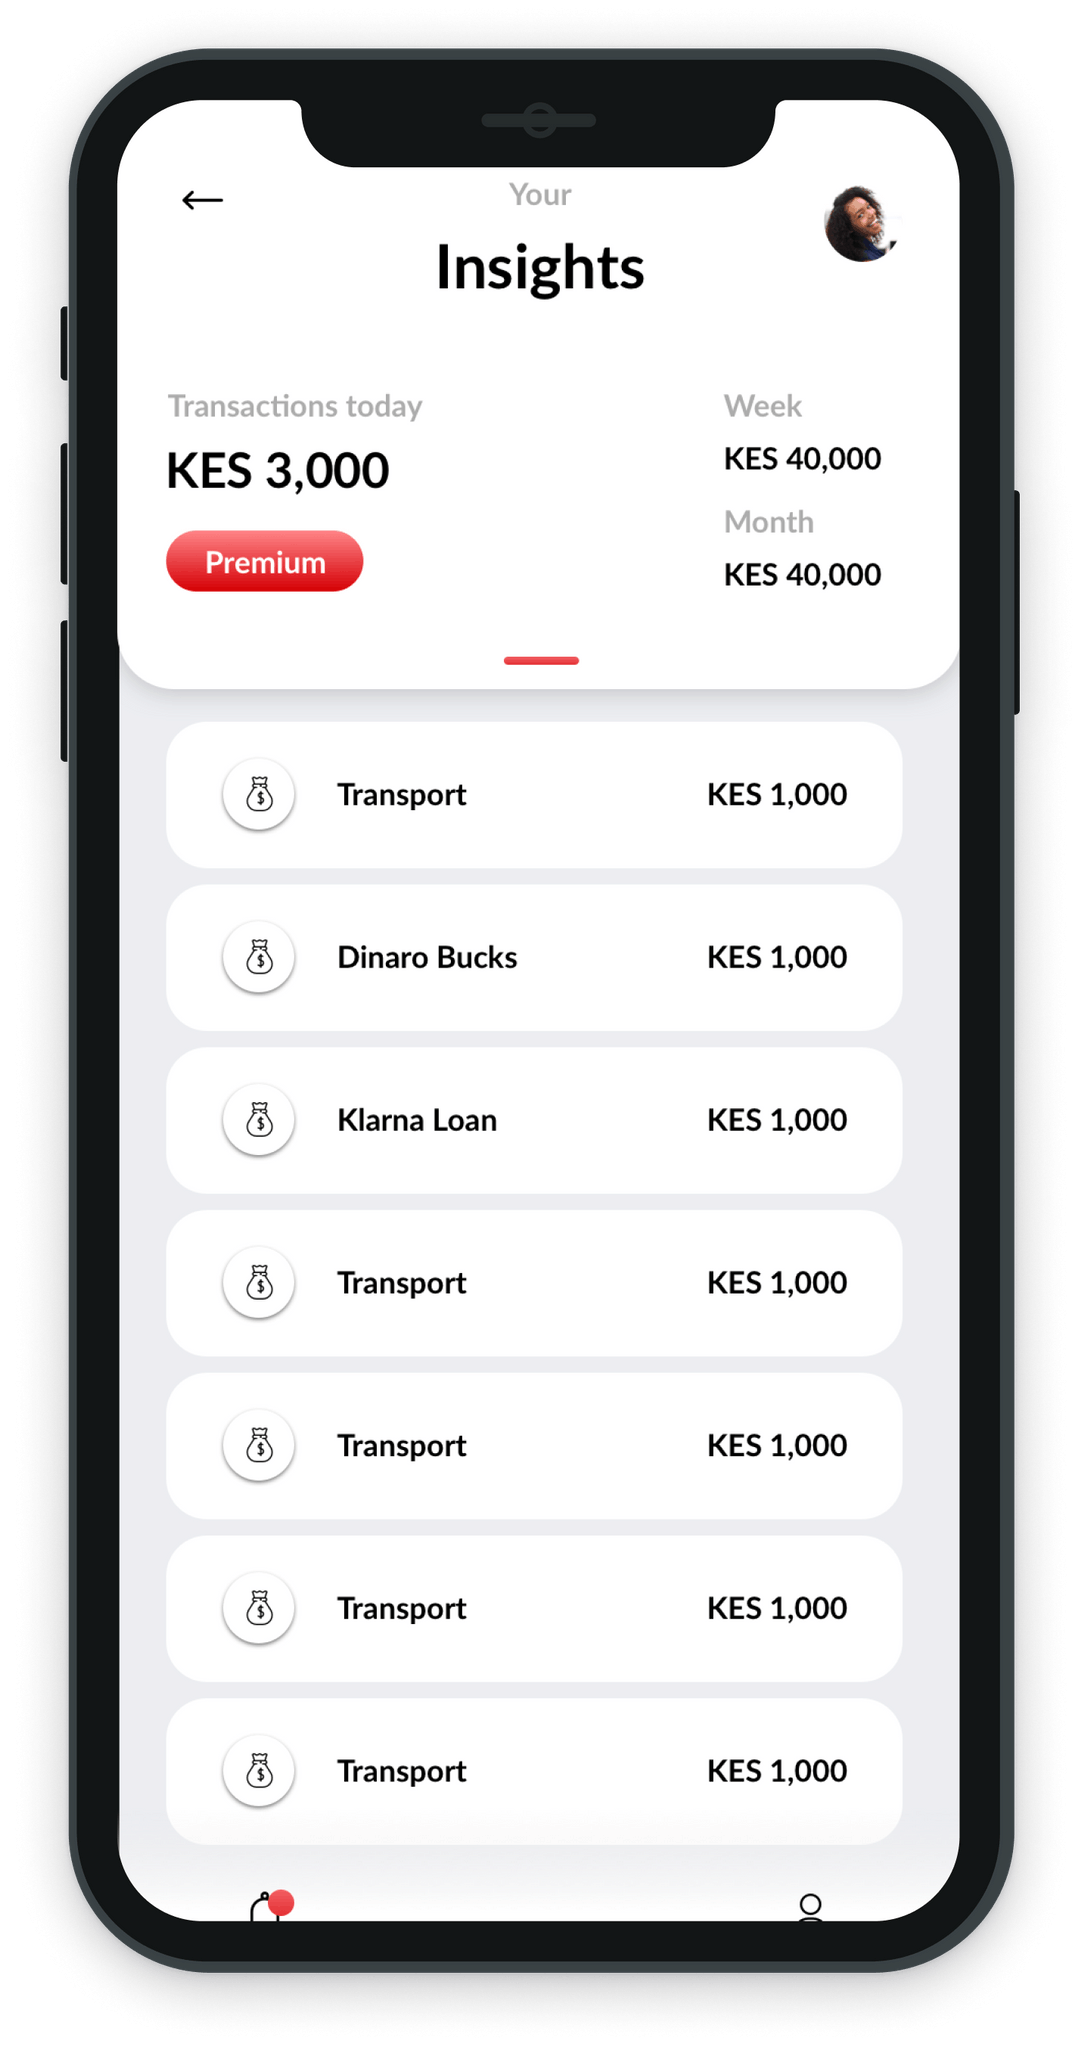 Your
Insights
Transactions today
KES 3,000
Premium
Week
KES 40,000
Month
KES 40,000
Transport KES 1,000
Dinaro Bucks KES 1,000
Klarna Loan KES 1,000
Transport KES 1,000
Transport KES 1,000
Transport KES 1,000
Transport KES 1,000